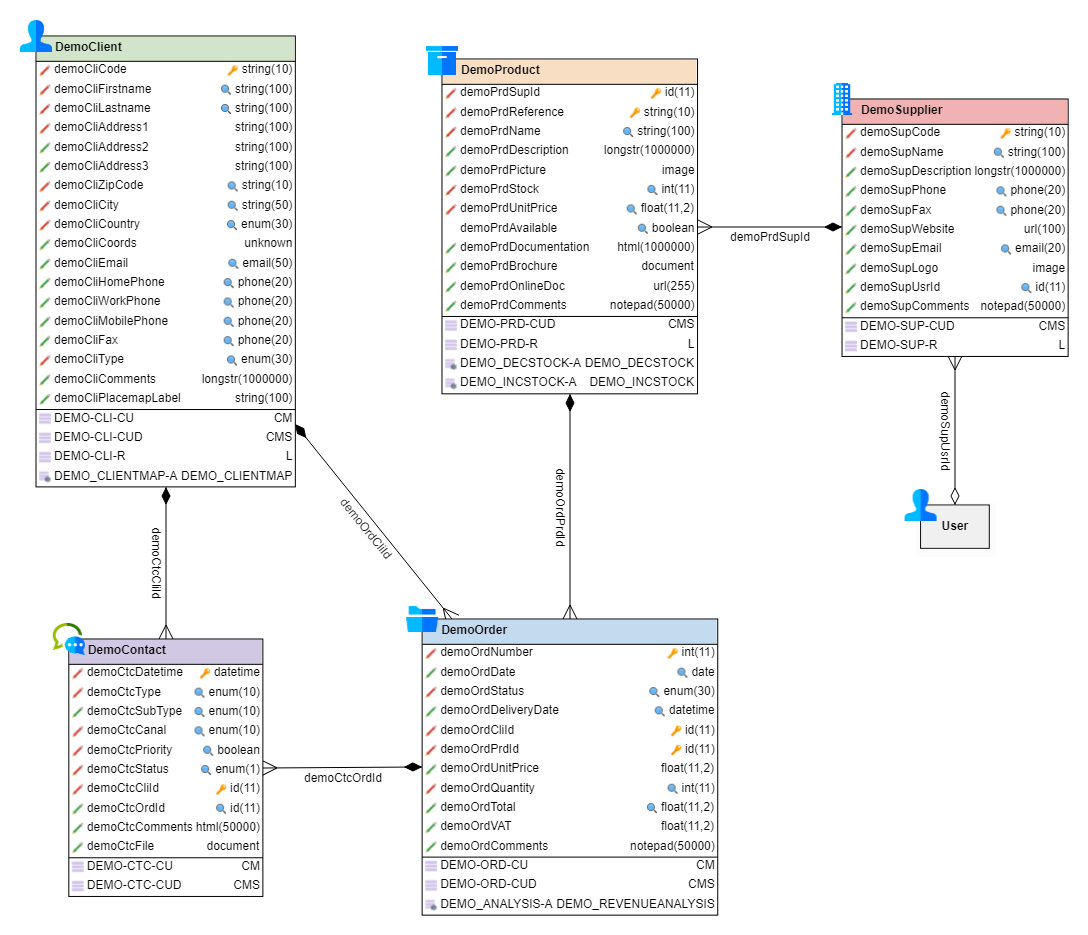 DemoClient
demoCliCode string(10)
demoCliFirstname string(100)
demoCliLastname string(100)
demoCliAddress1 string(100)
demoCliAddress2 string(100)
demoCliAddress3 string(100)
demoCliZipCode string(10)
demoCliCity string(50)
demoCliCountry enum(30)
demoCliCoords unknown
demoCliEmail email(50)
demoCliHomePhone phone(20)
demoCliWorkPhone phone(20)
demoCliMobilePhone phone(20)
demoCliFax phone(20)
demoCliType enum(30)
demoCliComments longstr(1000000)
demoCliPlacemapLabel string(100)
DEMO-CLI-CU CM
DEMO-CLI-CUD CMS
DEMO-CLI-R L
DEMO_CLIENTMAP-A DEMO_CLIENTMAP
DemoProduct
demoPrdSupId id(11)
demoPrdReference string(10)
demoPrdName string(100)
demoPrdDescription longstr(1000000)
demoPrdPicture image
demoPrdStock int(11)
demoPrdUnitPrice float(11,2)
demoPrdAvailable boolean
demoPrdDocumentation html(1000000)
demoPrdBrochure document
demoPrdOnlineDoc url(255)
demoPrdComments notepad(50000)
DEMO-PRD-CUD CMS
DEMO-PRD-R L
DEMO_DECSTOCK-A DEMO_DECSTOCK
DEMO_INCSTOCK-A DEMO_INCSTOCK
demoPrdSupId
DemoSupplier
demoSupCode string(10)
demoSupName string(100)
demoSupDescription longstr(1000000)
demoSupPhone phone(20)
demoSupFax phone(20)
demoSupWebsite url(100)
demoSupEmail email(20)
demoSupLogo image
demoSupUsrId id(11)
demoSupComments notepad(50000)
DEMO-SUP-CUD CMS
DEMO-SUP-R L
demoSupUsrId
User
demoCtcCliId
demoOrdCliId
demoOrdPrdId
DemoContact
demoCtcDatetime datetime
demoCtcType enum(10)
demoCtcSubType enum(10)
demoCtcCanal enum(10)
demoCtcPriority boolean
demoCtcStatus enum(1)
demoCtcCliId id(11)
demoCtcOrdId id(11)
demoCtcComments html(50000)
demoCtcFile document
DEMO-CTC-CU CM
DEMO-CTC-CUD CMS
demoCtcOrdId
DemoOrder
demoOrdNumber int(11)
demoOrdDate date
demoOrdStatus enum(30)
demoOrdDeliveryDate datetime
demoOrdCliId id(11)
demoOrdPrdId id(11)
demoOrdUnitPrice float(11,2)
demoOrdQuantity int(11)
demoOrdTotal float(11,2)
demoOrdVAT float(11,2)
demoOrdComments notepad(50000)
DEMO-ORD-CU CM
DEMO-ORD-CUD CMS
DEMO_ANALYSIS-A DEMO_REVENUEANALYSIS